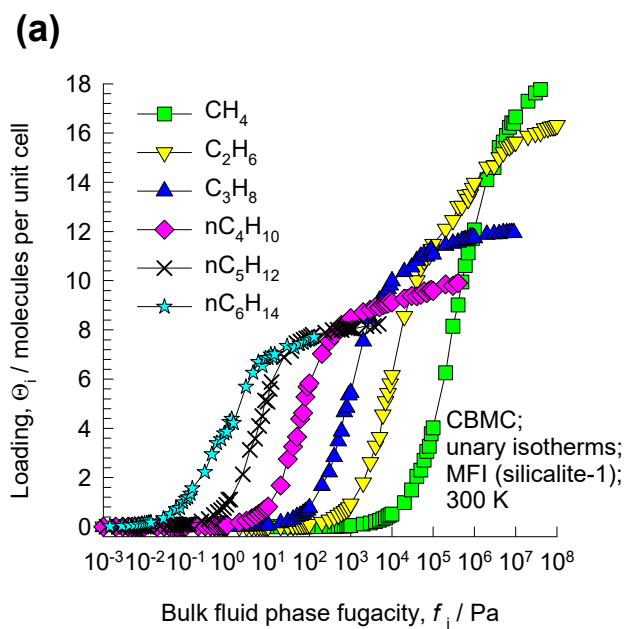 (a)
18
16
14
12
10
8
6
4
2
0
Loading, Θi / molecules per unit cell
CH4
C2H6
C3H8
nC4H10
nC5H12
nC6H14
CBMC;
unary isotherms;
MFI (silicalite-1);
300 K
10-3 10-2 10-1 100 101 102 103 104 105 106 107 108
Bulk fluid phase fugacity, f i / Pa